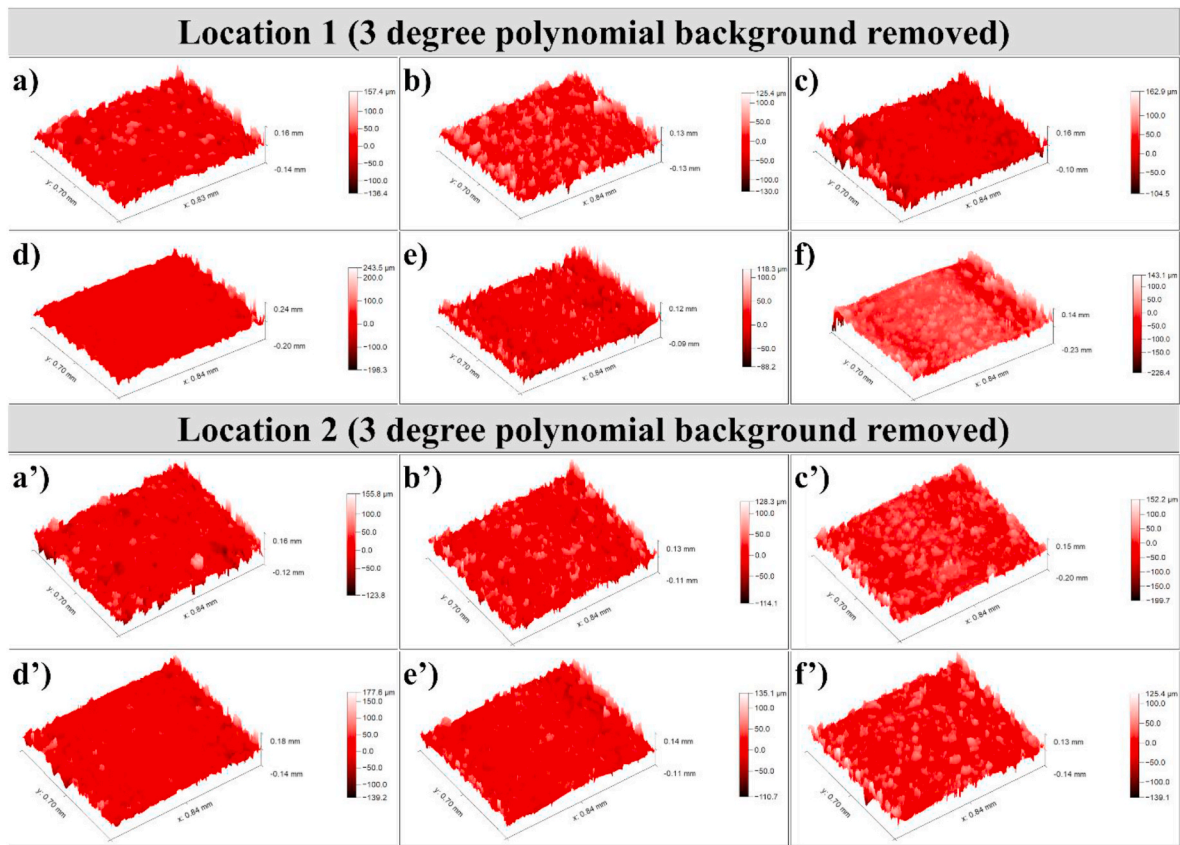 Location 1 (3 degree polynomial background removed)
a)
157.4 µm
100.0
50.0
0.0
−50.0
−100.0
−136.4
0.16 mm
−0.14 mm
y: 0.70 mm
x: 0.83 mm
b)
125.4 µm
100.0
50.0
0.0
−50.0
−100.0
−130.0
0.13 mm
−0.13 mm
y: 0.70 mm
x: 0.84 mm
c)
162.9 µm
100.0
50.0
0.0
−50.0
−104.5
0.16 mm
−0.10 mm
y: 0.70 mm
x: 0.84 mm
d)
243.5 µm
200.0
100.0
0.0
−100.0
−198.3
0.24 mm
−0.20 mm
y: 0.70 mm
x: 0.84 mm
e)
118.3 µm
100.0
50.0
0.0
−50.0
−88.2
0.12 mm
−0.09 mm
y: 0.70 mm
x: 0.84 mm
f)
143.1 µm
100.0
50.0
0.0
−50.0
−100.0
−150.0
−226.4
0.14 mm
−0.23 mm
y: 0.70 mm
x: 0.84 mm
Location 2 (3 degree polynomial background removed)
a’)
155.8 µm
100.0
50.0
0.0
−50.0
−123.8
0.16 mm
−0.12 mm
y: 0.70 mm
x: 0.84 mm
b’)
128.3 µm
100.0
50.0
0.0
−50.0
−114.1
0.13 mm
−0.11 mm
y: 0.70 mm
x: 0.84 mm
c’)
152.2 µm
100.0
50.0
0.0
−50.0
−100.0
−150.0
−199.7
0.15 mm
−0.20 mm
y: 0.70 mm
x: 0.84 mm
d’)
177.6 µm
150.0
100.0
50.0
0.0
−50.0
−100.0
−139.2
0.18 mm
−0.14 mm
y: 0.70 mm
x: 0.84 mm
e’)
135.1 µm
100.0
50.0
0.0
−50.0
−110.7
0.14 mm
−0.11 mm
y: 0.70 mm
x: 0.84 mm
f’)
125.4 µm
100.0
50.0
0.0
−50.0
−100.0
−139.1
0.13 mm
−0.14 mm
y: 0.70 mm
x: 0.84 mm